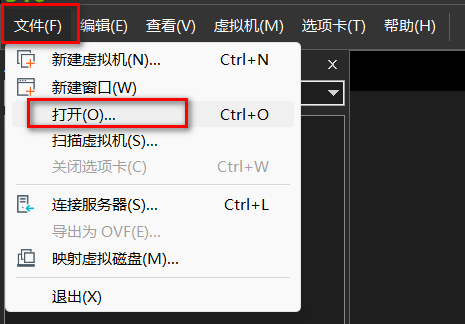 文件(F) 编辑(E) 查看(V) 虚拟机(M) 选项卡(T) 帮助(H)
新建虚拟机(N)... Ctrl+N
新建窗口(W)
打开(O)... Ctrl+O
扫描虚拟机(S)...
关闭选项卡(C) Ctrl+W
连接服务器(S)... Ctrl+L
导出为 OVF(E)...
映射虚拟磁盘(M)...
退出(X)